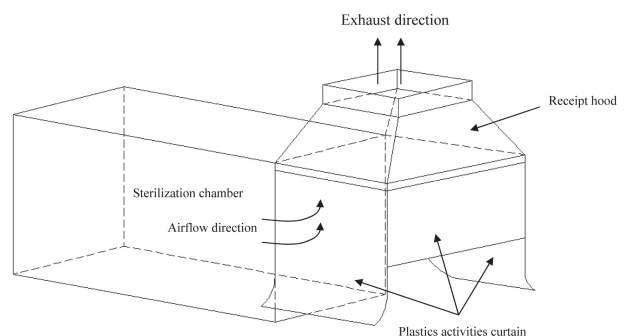 Exhaust direction
Receipt hood
Sterilization chamber
Airflow direction
Plastics activities curtain